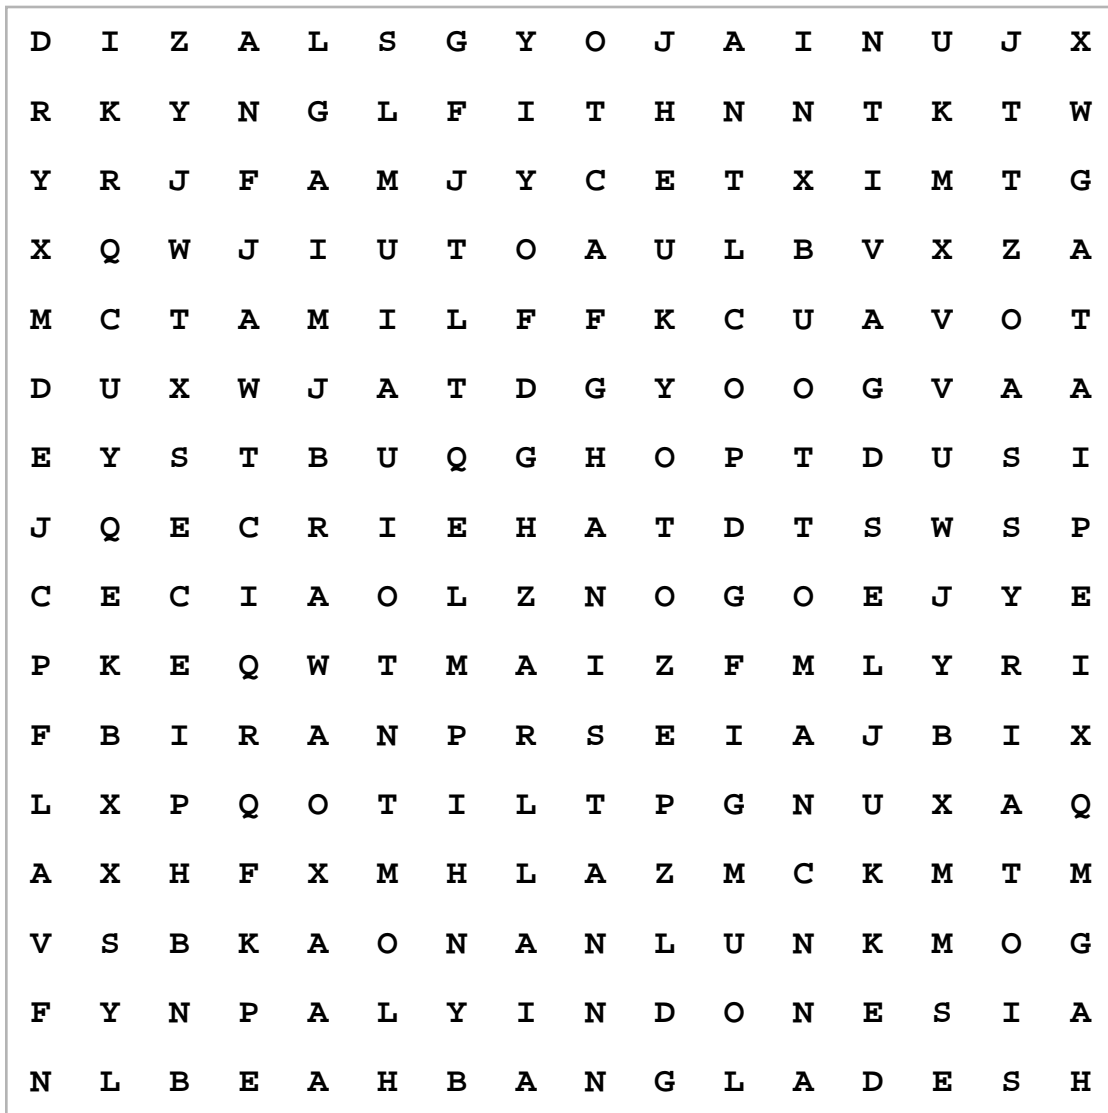 D I Z A L S G Y O J A I N U J X
R K Y N G L F I T H N N T K T W
Y R J F A M J Y C E T X I M T G
X Q W J I U T O A U L B V X Z A
M C T A M I L F F K C U A V O T
D U X W J A T D G Y O O G V A A
E Y S T B U Q G H O P T D U S I
J Q E C R I E H A T D T S W S P
C E C I A O L Z N O G O E J Y E
P K E Q W T M A I Z F M L Y R I
F B I R A N P R S E I A J B I X
L X P Q O T I L T P G N U X A Q
A X H F X M H L A Z M C K M T M
V S B K A O N A N L U N K M O G
F Y N P A L Y I N D O N E S I A
N L B E A H B A N G L A D E S H